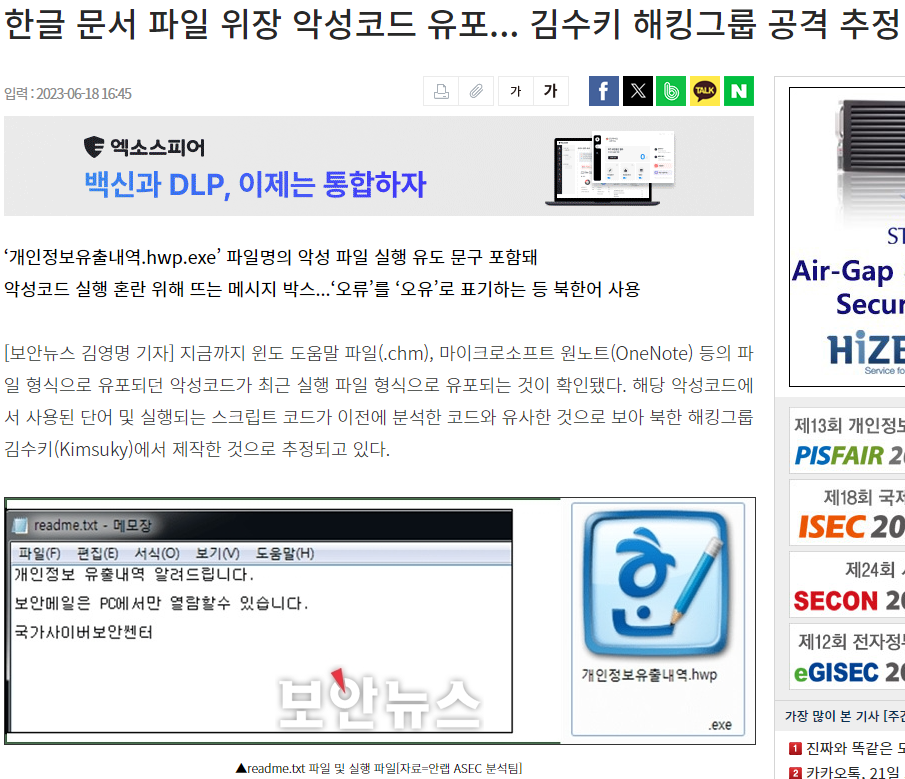 한글 문서 파일 위장 악성코드 유포... 김수키 해킹그룹 공격 추정
입력 : 2023-06-18 16:45
가 가
TALK
N
엑소스피어
백신과 DLP, 이제는 통합하자
‘개인정보유출내역.hwp.exe’ 파일명의 악성 파일 실행 유도 문구 포함돼
악성코드 실행 혼란 위해 뜨는 메시지 박스...‘오류’를 ‘오유’로 표기하는 등 북한어 사용
[보안뉴스 김영명 기자] 지금까지 윈도 도움말 파일(.chm), 마이크로소프트 원노트(OneNote) 등의 파
일 형식으로 유포되던 악성코드가 최근 실행 파일 형식으로 유포되는 것이 확인됐다. 해당 악성코드에
서 사용된 단어 및 실행되는 스크립트 코드가 이전에 분석한 코드와 유사한 것으로 보아 북한 해킹그룹
김수키(Kimsuky)에서 제작한 것으로 추정되고 있다.
readme.txt - 메모장
파일(F) 편집(E) 서식(O) 보기(V) 도움말(H)
개인정보 유출내역 알려드립니다.
보안메일은 PC에서만 열람할수 있습니다.
국가사이버보안쎈터
보안뉴스
개인정보유출내역.hwp
.exe
▲readme.txt 파일 및 실행 파일[자료=안랩 ASEC 분석팀]
ST
Air-Gap
Secur
HiZE
Service fo
제13회 개인정보
PISFAIR 20
제18회 국제
ISEC 20
제24회
SECON 20
제12회 전자정부
eGISEC 20
가장 많이 본 기사 [주간
1 진짜와 똑같은
2 카카오톡, 21일